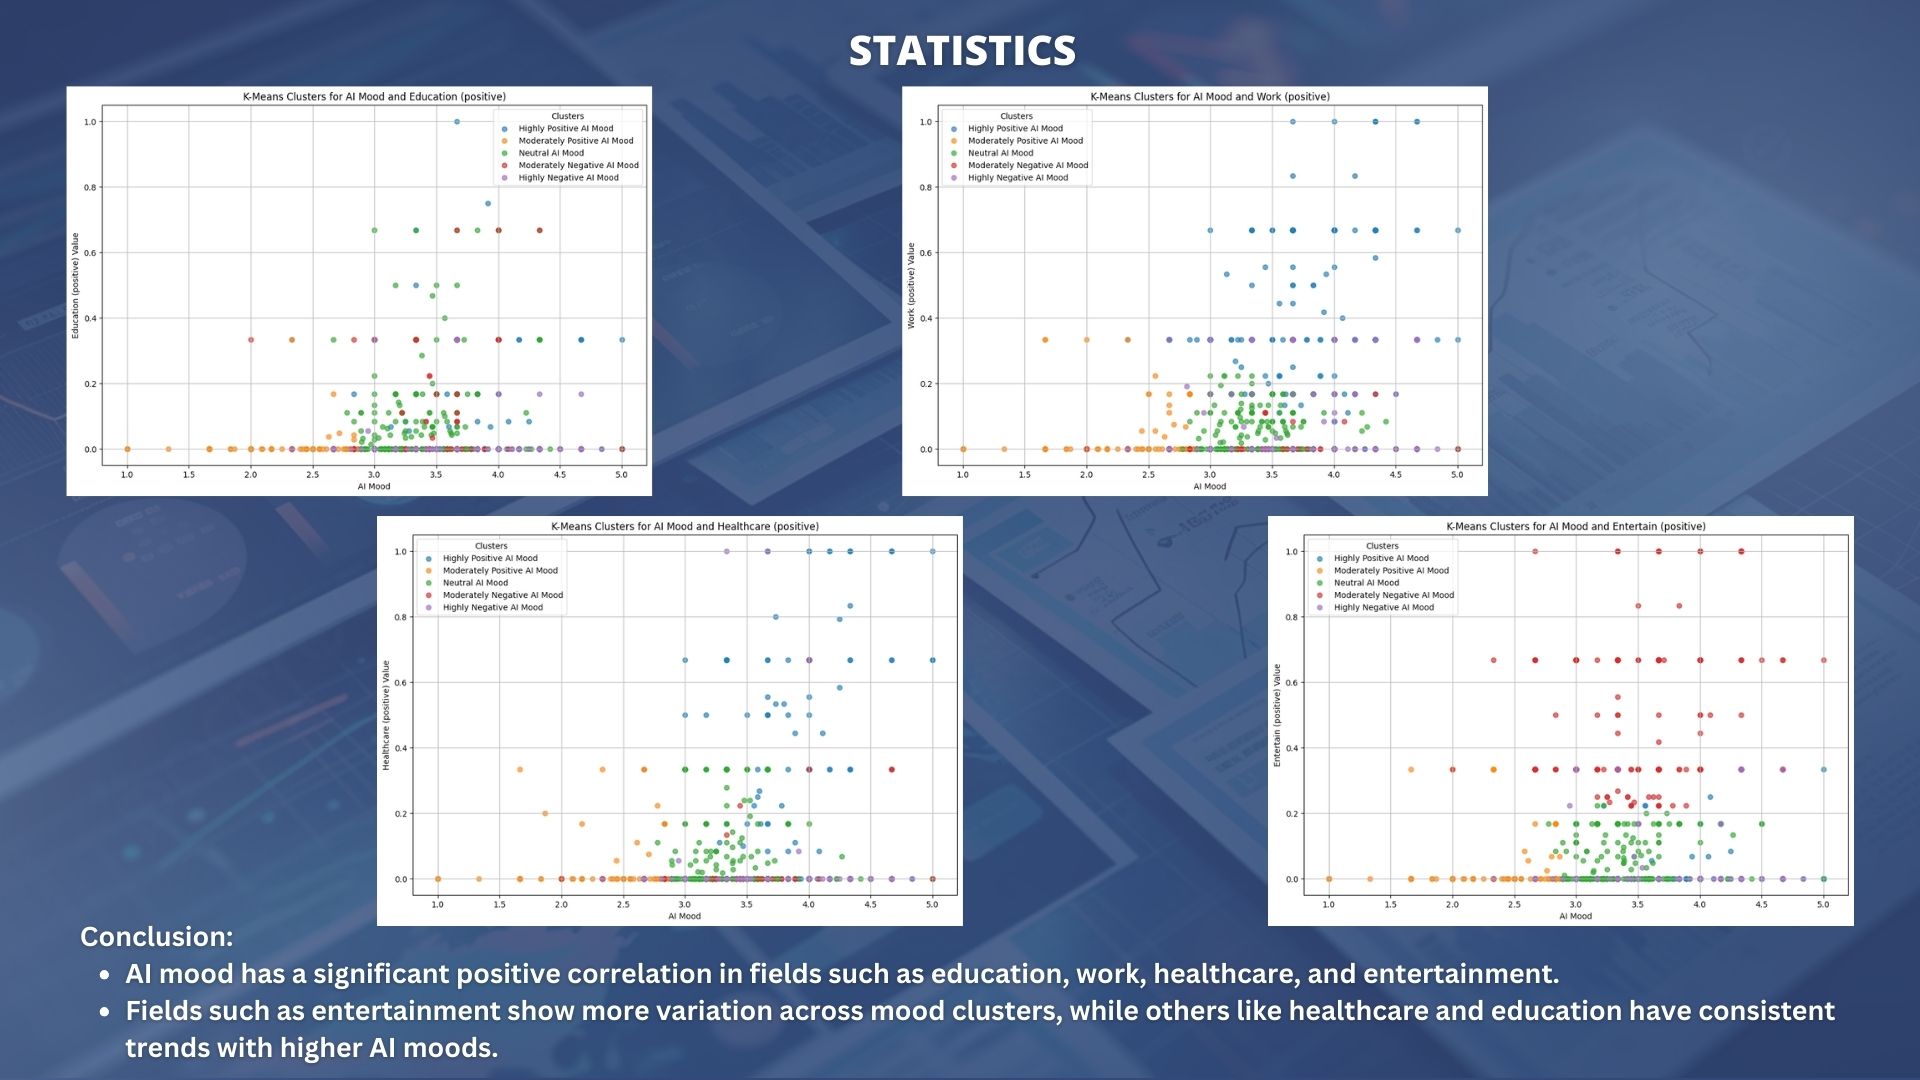 STATISTICS
K-Means Clusters for AI Mood and Education (positive)
Clusters
Highly Positive AI Mood
Moderately Positive AI Mood
Neutral AI Mood
Moderately Negative AI Mood
Highly Negative AI Mood
Education (positive) Value
1.0
0.8
0.6
0.4
0.2
0.0
1.0 1.5 2.0 2.5 3.0 3.5 4.0 4.5 5.0
AI Mood
K-Means Clusters for AI Mood and Work (positive)
Clusters
Highly Positive AI Mood
Moderately Positive AI Mood
Neutral AI Mood
Moderately Negative AI Mood
Highly Negative AI Mood
Work (positive) Value
1.0
0.8
0.6
0.4
0.2
0.0
1.0 1.5 2.0 2.5 3.0 3.5 4.0 4.5 5.0
AI Mood
K-Means Clusters for AI Mood and Healthcare (positive)
Clusters
Highly Positive AI Mood
Moderately Positive AI Mood
Neutral AI Mood
Moderately Negative AI Mood
Highly Negative AI Mood
Healthcare (positive) Value
1.0
0.8
0.6
0.4
0.2
0.0
1.0 1.5 2.0 2.5 3.0 3.5 4.0 4.5 5.0
AI Mood
K-Means Clusters for AI Mood and Entertain (positive)
Clusters
Highly Positive AI Mood
Moderately Positive AI Mood
Neutral AI Mood
Moderately Negative AI Mood
Highly Negative AI Mood
Entertain (positive) Value
1.0
0.8
0.6
0.4
0.2
0.0
1.0 1.5 2.0 2.5 3.0 3.5 4.0 4.5 5.0
AI Mood
Conclusion:
• AI mood has a significant positive correlation in fields such as education, work, healthcare, and entertainment.
• Fields such as entertainment show more variation across mood clusters, while others like healthcare and education have consistent
trends with higher AI moods.